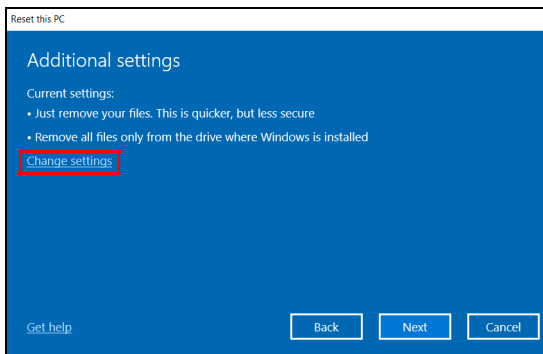 Reset this PC
Additional settings
Current settings:
• Just remove your files. This is quicker, but less secure
• Remove all files only from the drive where Windows is installed
Change settings
Get help
Back
Next
Cancel